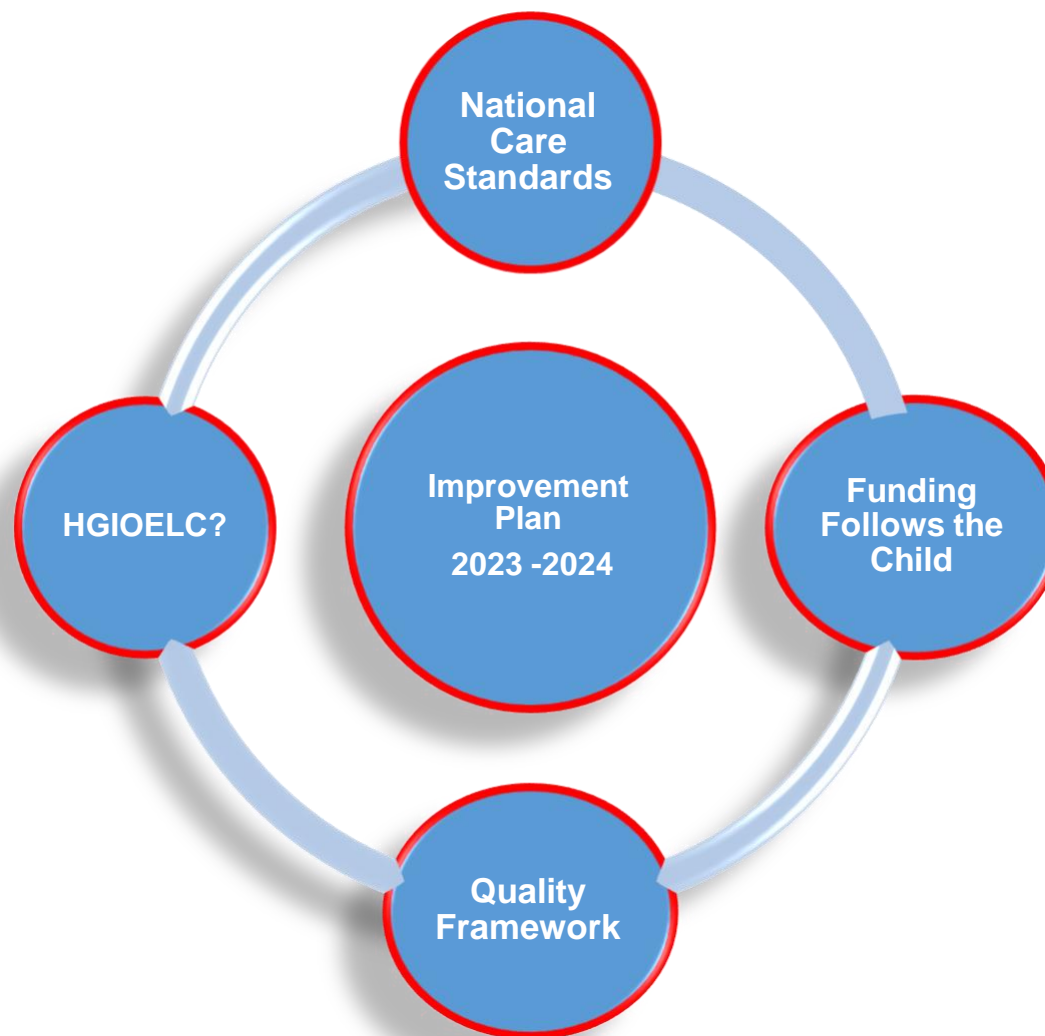 National
Care
Standards
HGIOELC?
Improvement
Plan
2023 -2024
Funding
Follows the
Child
Quality
Framework